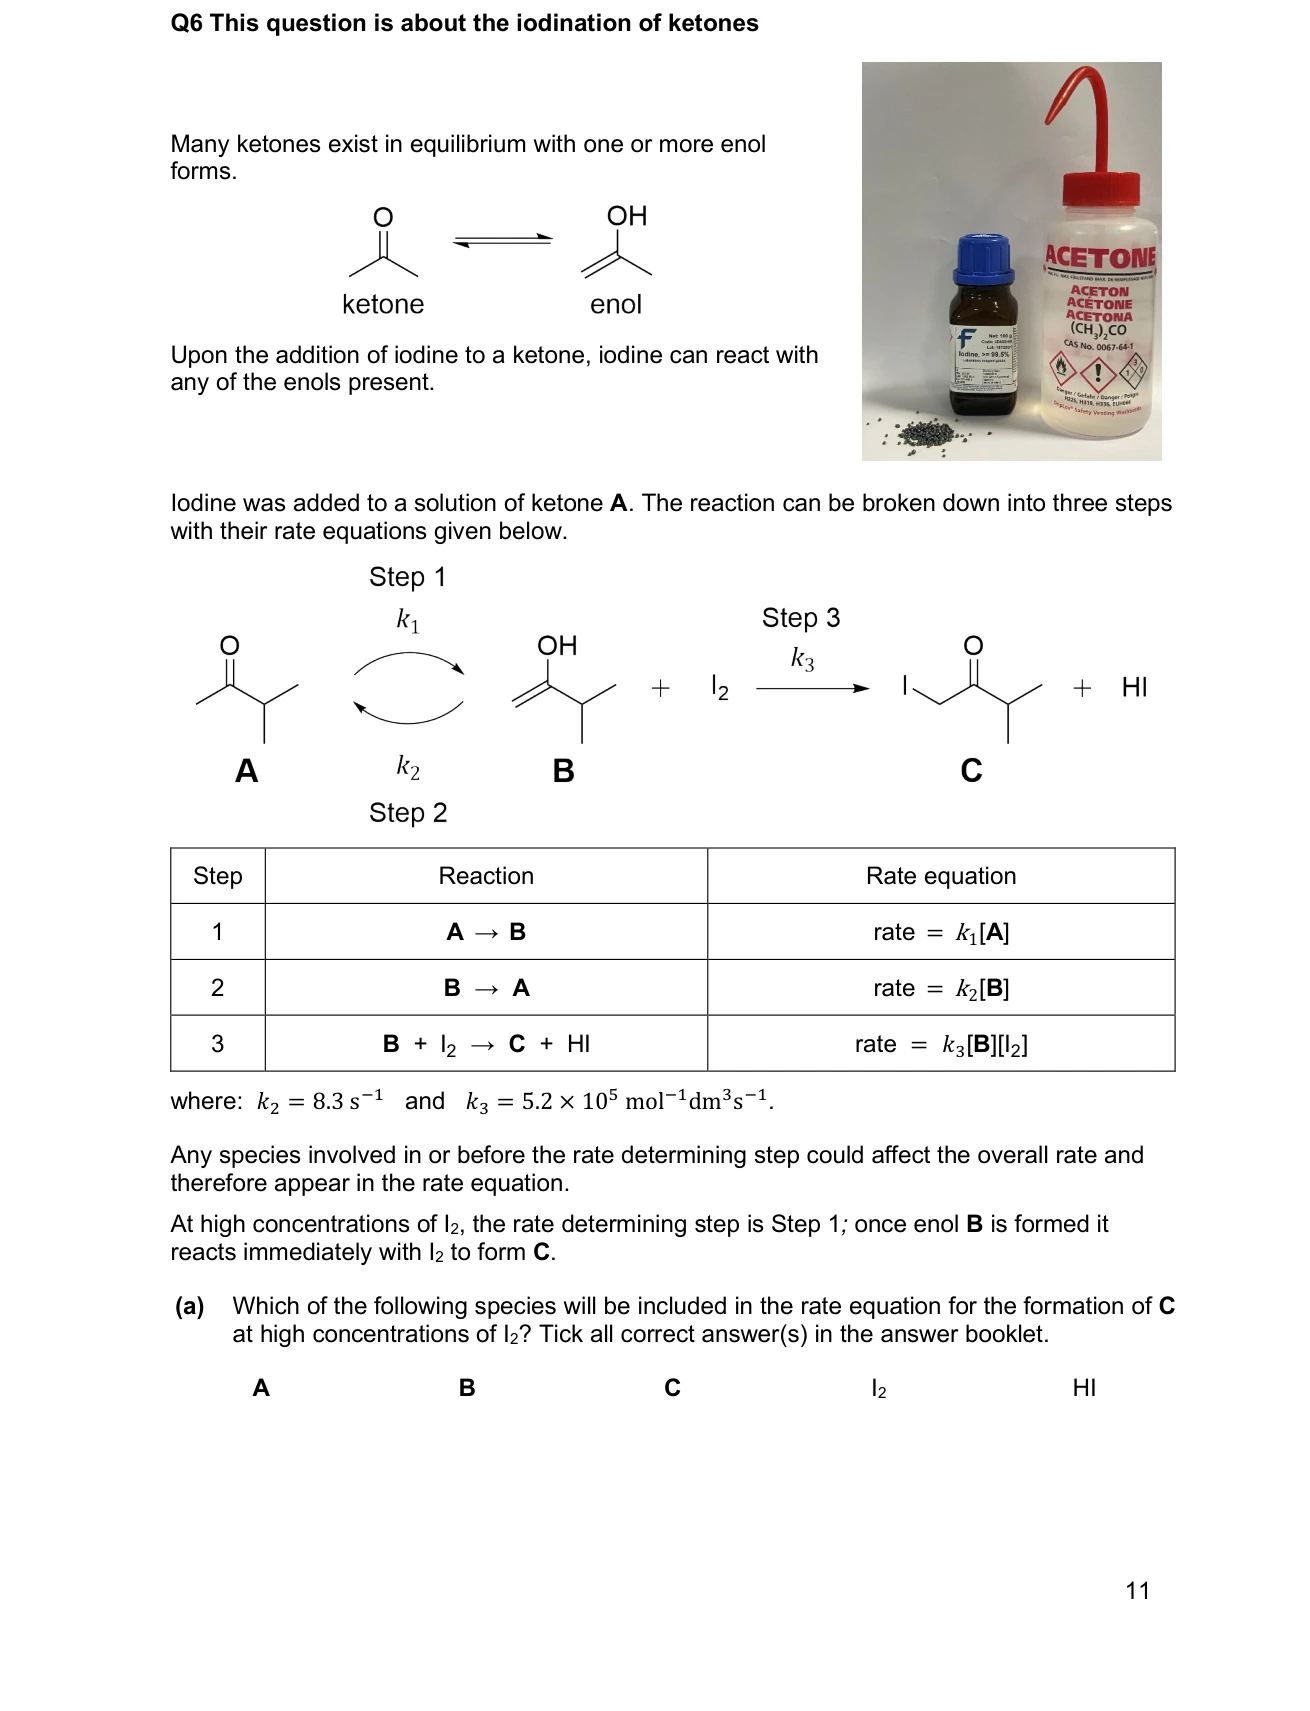 Q6 This question is about the iodination of ketones
Many ketones exist in equilibrium with one or more enol
forms.
O
OH
ketone
enol
Upon the addition of iodine to a ketone, iodine can react with
any of the enols present.
ACETONE
ACETON
ACÉTONE
ACETONA
(CH₃)₂CO
CAS No. 0067-64-1
Iodine, >= 99.5%
Iodine was added to a solution of ketone A. The reaction can be broken down into three steps
with their rate equations given below.
Step 1
k₁
Step 3
k₃
O
OH
O
+ I₂
I
+ HI
A
k₂
B
C
Step 2
Step Reaction Rate equation
1 A → B rate = k₁[A]
2 B → A rate = k₂[B]
3 B + I₂ → C + HI rate = k₃[B][I₂]
where: k₂ = 8.3 s⁻¹ and k₃ = 5.2 × 10⁵ mol⁻¹dm³s⁻¹.
Any species involved in or before the rate determining step could affect the overall rate and
therefore appear in the rate equation.
At high concentrations of I₂, the rate determining step is Step 1; once enol B is formed it
reacts immediately with I₂ to form C.
(a) Which of the following species will be included in the rate equation for the formation of C
at high concentrations of I₂? Tick all correct answer(s) in the answer booklet.
A B C I₂ HI
11